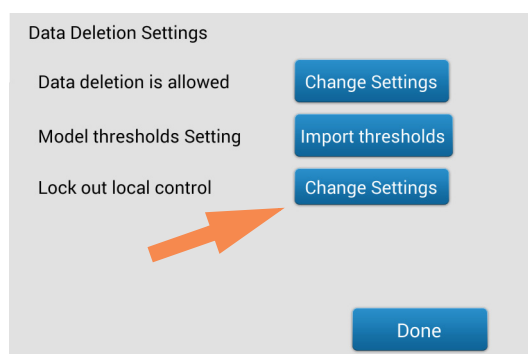 Data Deletion Settings
Data deletion is allowed Change Settings
Model thresholds Setting Import thresholds
Lock out local control Change Settings
Done